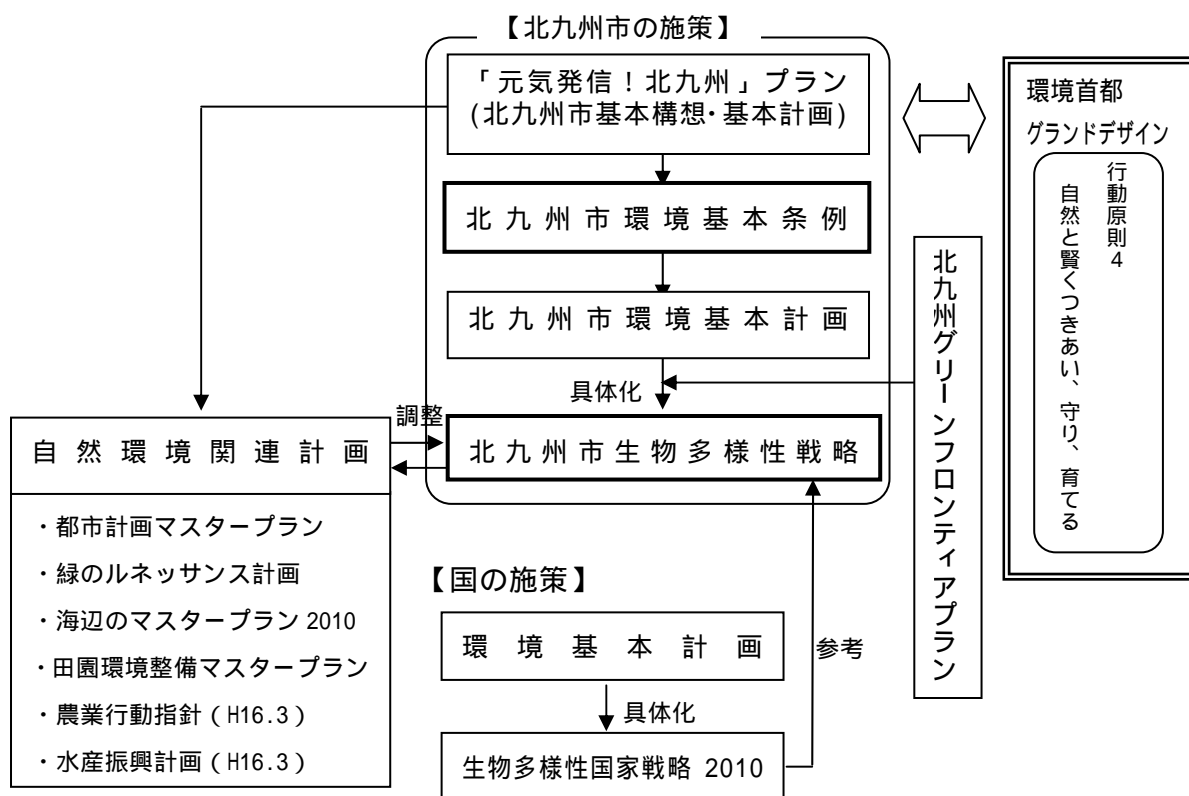 【北九州市の施策】
「元気発信！北九州」プラン
(北九州市基本構想・基本計画)
北九州市環境基本条例
北九州市環境基本計画
具体化
北九州市生物多様性戦略
調整
自然環境関連計画
・都市計画マスタープラン
・緑のルネッサンス計画
・海辺のマスタープラン 2010
・田園環境整備マスタープラン
・農業行動指針（H16.3）
・水産振興計画（H16.3）
【国の施策】
環境基本計画
具体化
生物多様性国家戦略 2010
参考
北九州グリーンフロンティアプラン
環境首都
グランドデザイン
行動原則４
自然と賢くつきあい、守り、育てる